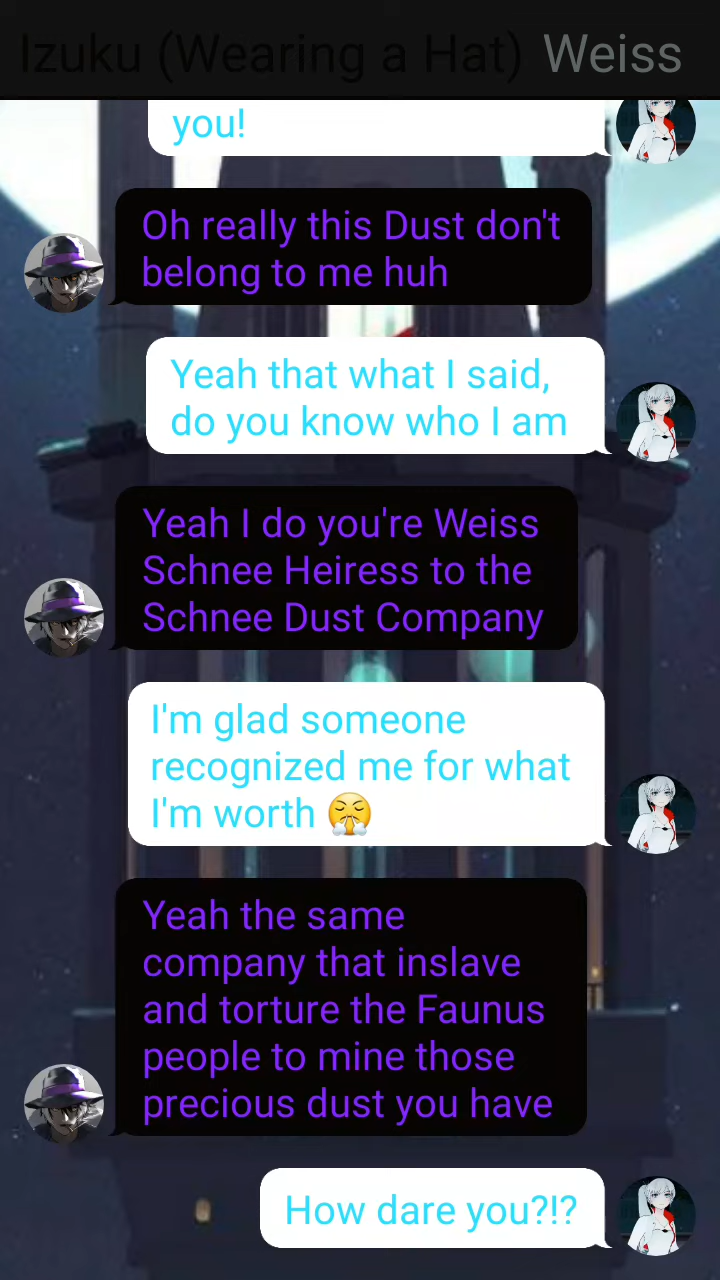 Izuku (Wearing a Hat) Weiss
you!
Oh really this Dust don't
belong to me huh
Yeah that what I said,
do you know who I am
Yeah I do you're Weiss
Schnee Heiress to the
Schnee Dust Company
I'm glad someone
recognized me for what
I'm worth 😤
Yeah the same
company that inslave
and torture the Faunus
people to mine those
precious dust you have
How dare you?!?